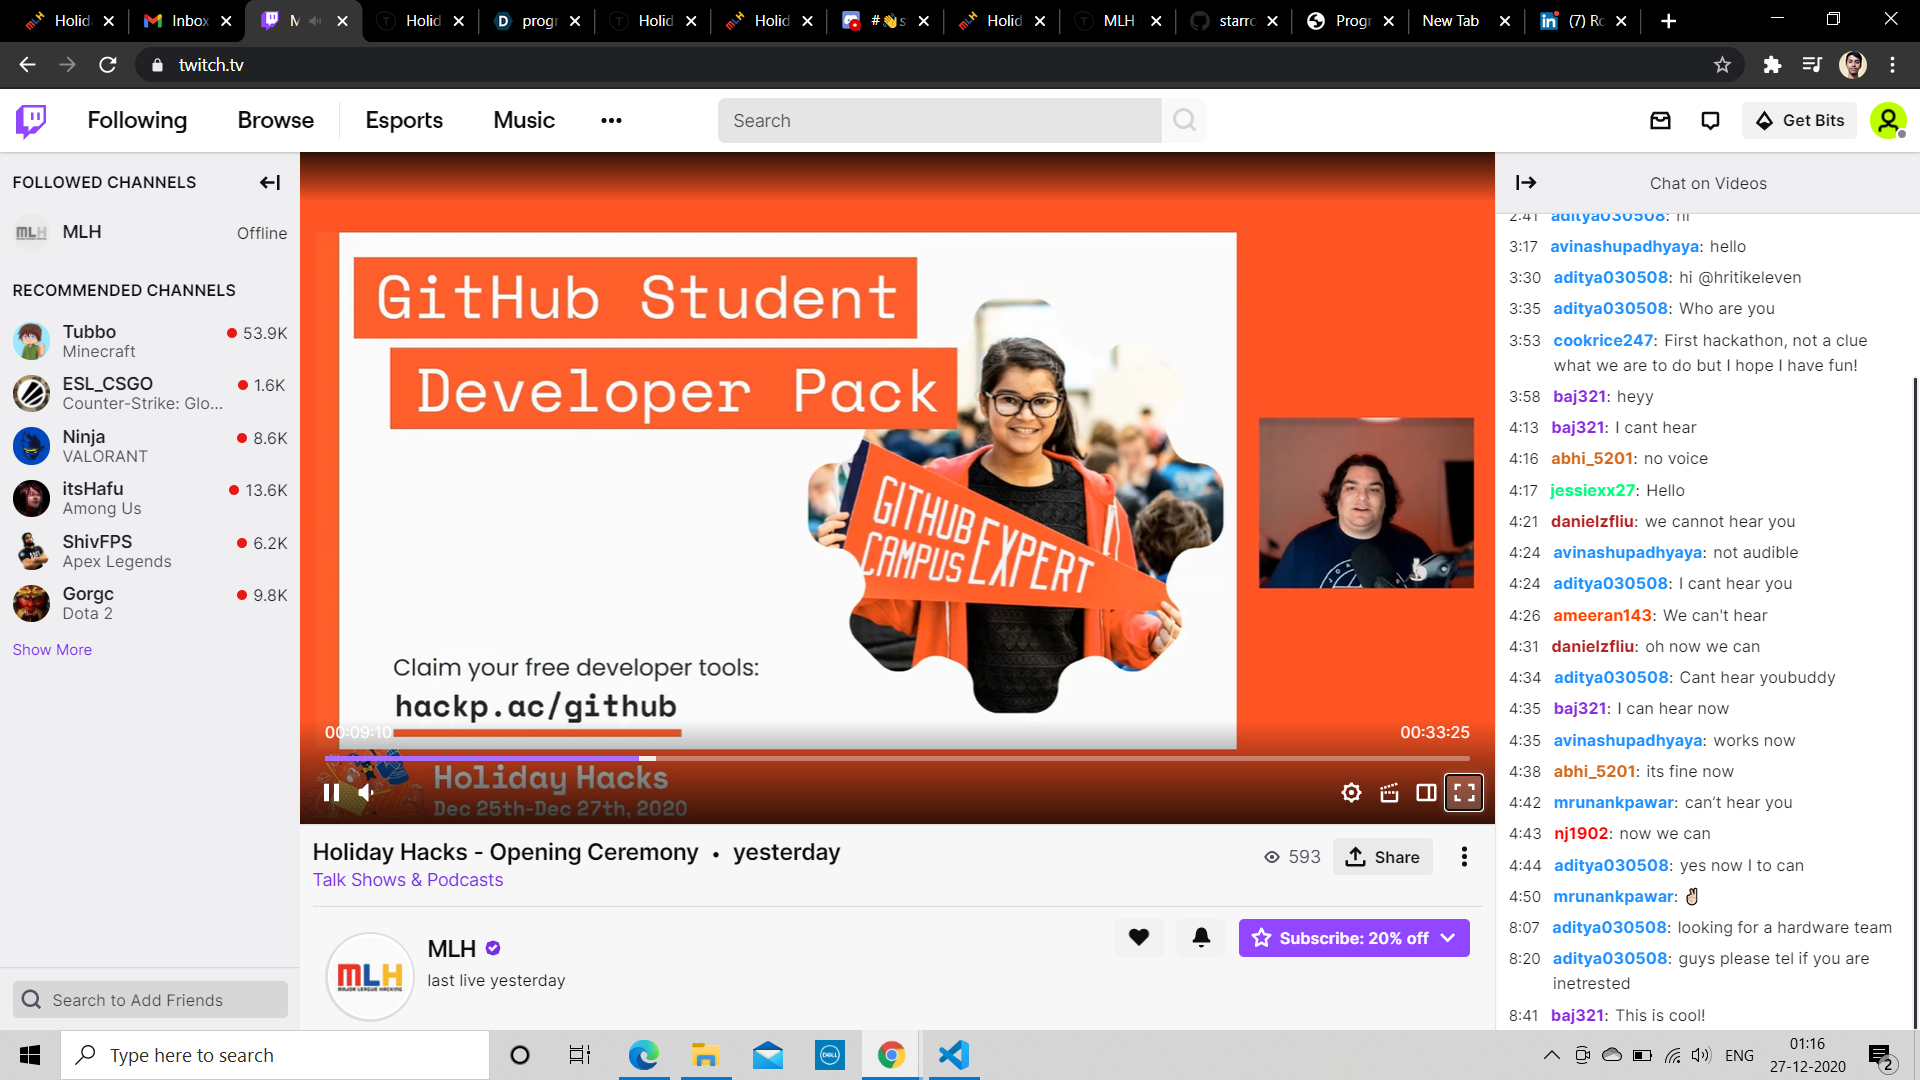 Holid
Inbox
M
Holid
progr
Holid
Holid
#👋s
Holid
MLH
starro
Progr
New Tab
(7) Ro
twitch.tv
Following
Browse
Esports
Music
Search
Get Bits
FOLLOWED CHANNELS
MLH
Offline
RECOMMENDED CHANNELS
Tubbo
53.9K
Minecraft
ESL_CSGO
1.6K
Counter-Strike: Glo...
Ninja
8.6K
VALORANT
itsHafu
13.6K
Among Us
ShivFPS
6.2K
Apex Legends
Gorgc
9.8K
Dota 2
Show More
Search to Add Friends
GitHub Student
Developer Pack
GITHUB
CAMPUS EXPERT
Claim your free developer tools:
hackp.ac/github
00:09:10
00:33:25
Holiday Hacks
Dec 25th-Dec 27th, 2020
Holiday Hacks - Opening Ceremony • yesterday
593
Share
Talk Shows & Podcasts
MLH
MAJOR LEAGUE HACKING
MLH
last live yesterday
Subscribe: 20% off
Chat on Videos
2:41 aditya030508: hi
3:17 avinashupadhyaya: hello
3:30 aditya030508: hi @hritikeleven
3:35 aditya030508: Who are you
3:53 cookrice247: First hackathon, not a clue
what we are to do but I hope I have fun!
3:58 baj321: heyy
4:13 baj321: I cant hear
4:16 abhi_5201: no voice
4:17 jessiexx27: Hello
4:21 danielzfliu: we cannot hear you
4:24 avinashupadhyaya: not audible
4:24 aditya030508: I cant hear you
4:26 ameeran143: We can't hear
4:31 danielzfliu: oh now we can
4:34 aditya030508: Cant hear youbuddy
4:35 baj321: I can hear now
4:35 avinashupadhyaya: works now
4:38 abhi_5201: its fine now
4:42 mrunankpawar: can't hear you
4:43 nj1902: now we can
4:44 aditya030508: yes now I to can
4:50 mrunankpawar: ✌
8:07 aditya030508: looking for a hardware team
8:20 aditya030508: guys please tel if you are
inetrested
8:41 baj321: This is cool!
Type here to search
DELL
ENG
01:16
27-12-2020
2